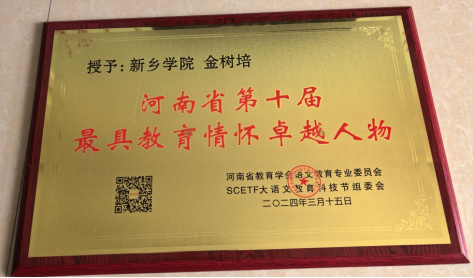 授予：新乡学院 金树培
河南省第十届
最具教育情怀卓越人物
河南省教育学会语文教育专业委员会
SCETF大语文教育科技节组委会
二〇二四年三月十五日